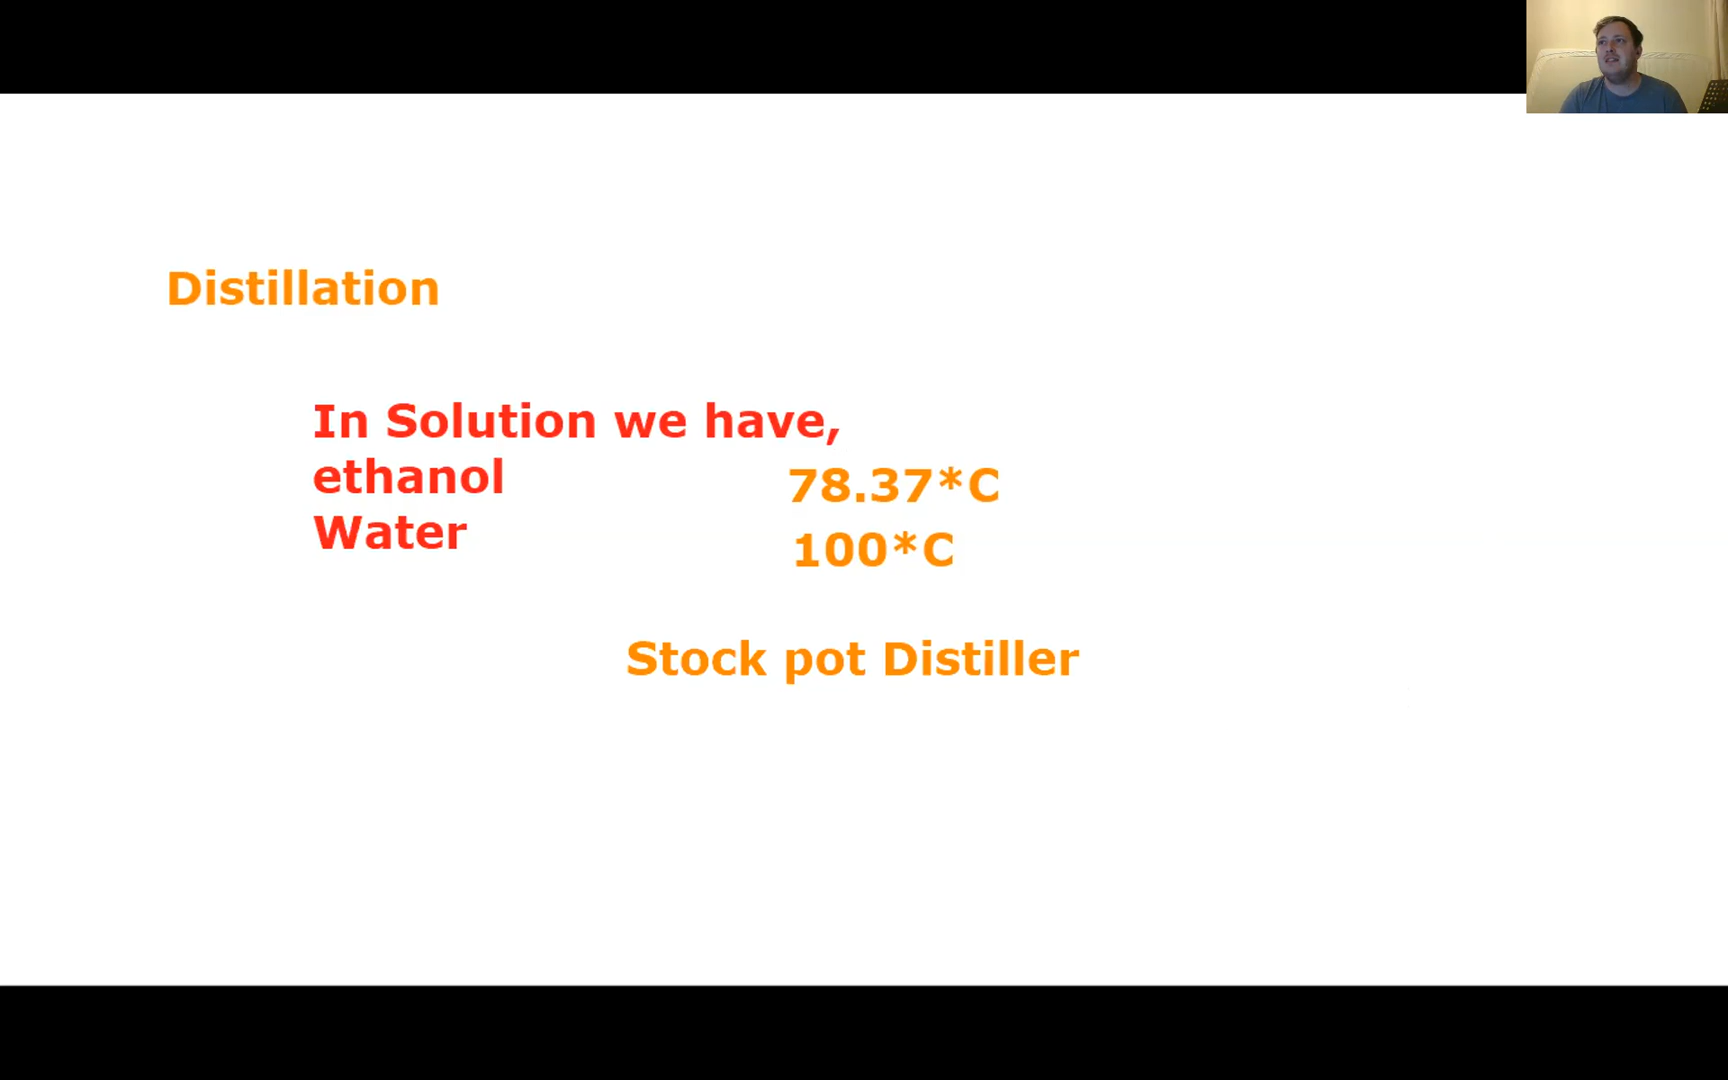 Distillation
In Solution we have,
ethanol 78.37*C
Water 100*C
Stock pot Distiller